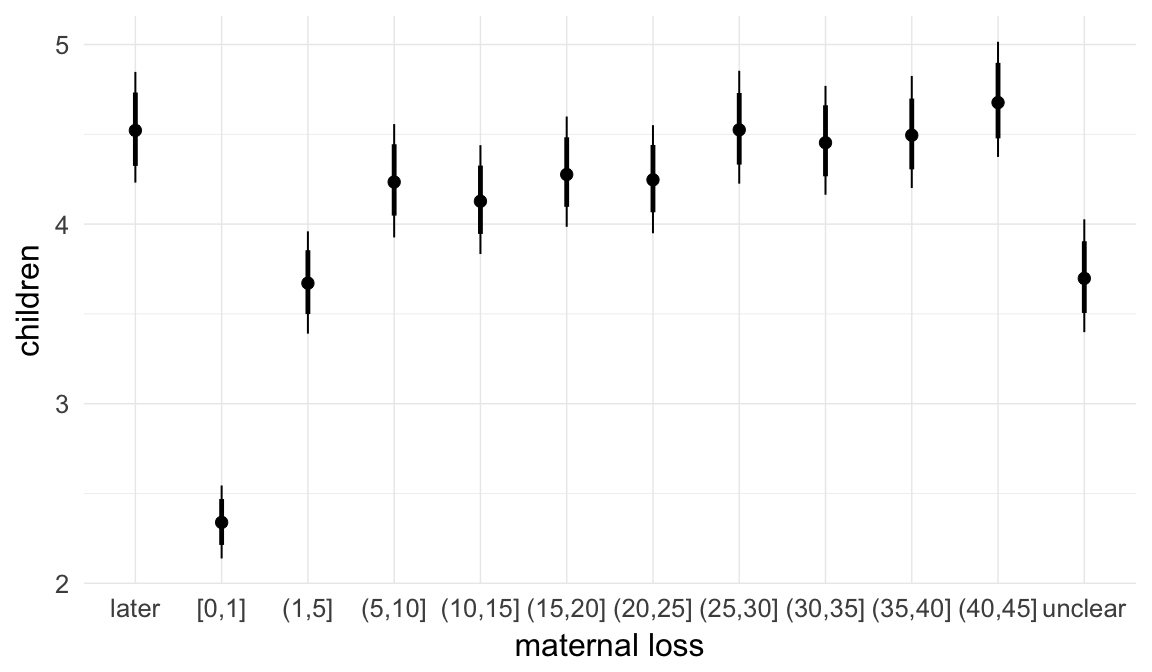 5
4
3
2
children
later [0,1] (1,5] (5,10] (10,15] (15,20] (20,25] (25,30] (30,35] (35,40] (40,45] unclear
maternal loss